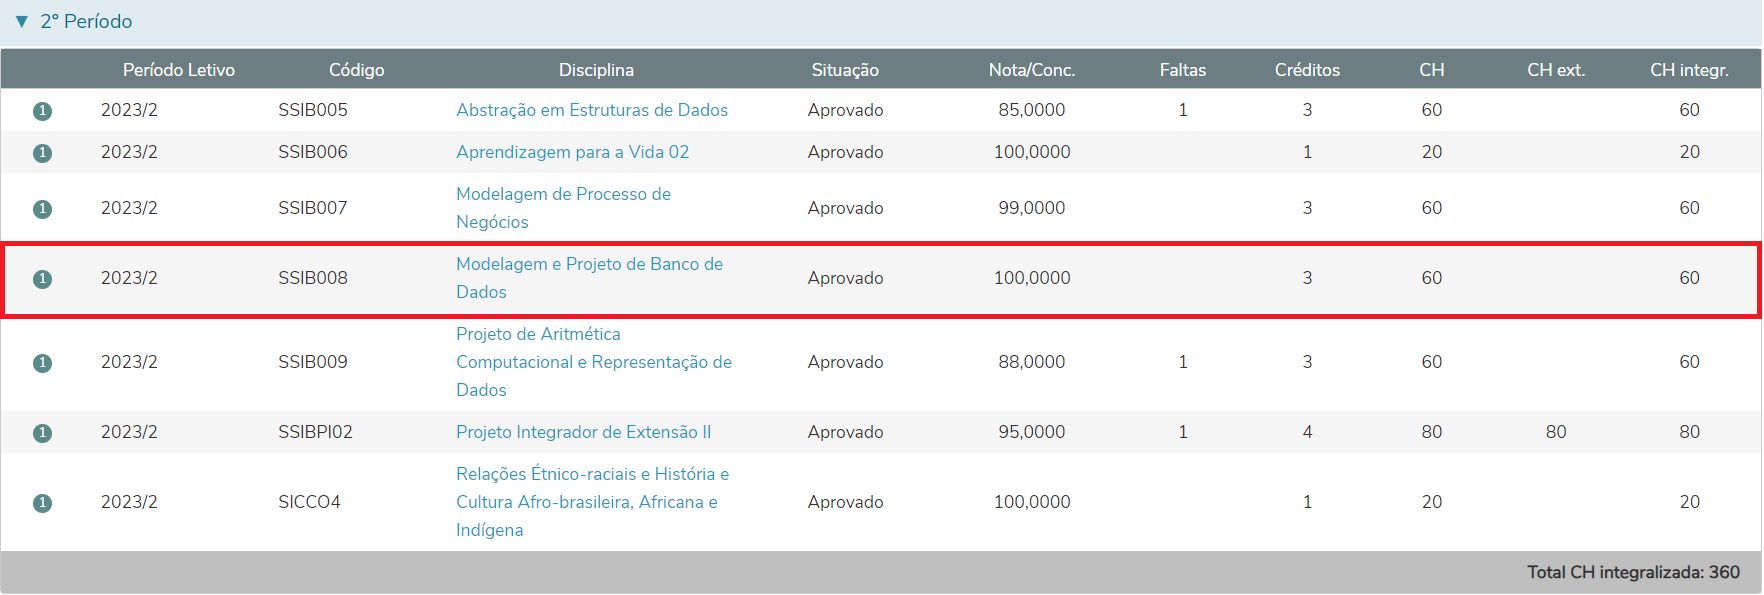 ▼ 2º Período
Período Letivo Código Disciplina Situação Nota/Conc. Faltas Créditos CH CH ext. CH integr.
1 2023/2 SSIB005 Abstração em Estruturas de Dados Aprovado 85,0000 1 3 60 60
1 2023/2 SSIB006 Aprendizagem para a Vida 02 Aprovado 100,0000 1 20 20
Modelagem de Processo de
1 2023/2 SSIB007 Aprovado 99,0000 3 60 60
Negócios
Modelagem e Projeto de Banco de
1 2023/2 SSIB008 Aprovado 100,0000 3 60 60
Dados
Projeto de Aritmética
1 2023/2 SSIB009 Computacional e Representação de Aprovado 88,0000 1 3 60 60
Dados
1 2023/2 SSIBPI02 Projeto Integrador de Extensão II Aprovado 95,0000 1 4 80 80 80
Relações Étnico-raciais e História e
1 2023/2 SICCO4 Cultura Afro-brasileira, Africana e Aprovado 100,0000 1 20 20
Indígena
Total CH integralizada: 360